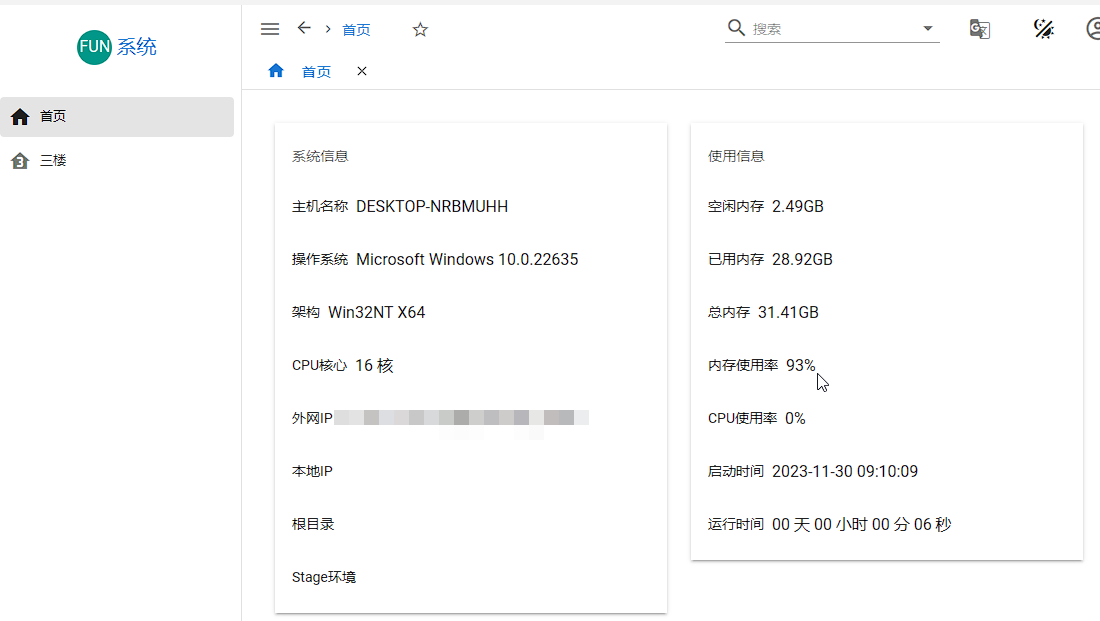 FUN 系统
首页
搜索
首页
首页
三楼
系统信息
主机名称 DESKTOP-NRBMUHH
操作系统 Microsoft Windows 10.0.22635
架构 Win32NT X64
CPU核心 16 核
外网IP
本地IP
根目录
Stage环境
使用信息
空闲内存 2.49GB
已用内存 28.92GB
总内存 31.41GB
内存使用率 93%
CPU使用率 0%
启动时间 2023-11-30 09:10:09
运行时间 00 天 00 小时 00 分 06 秒